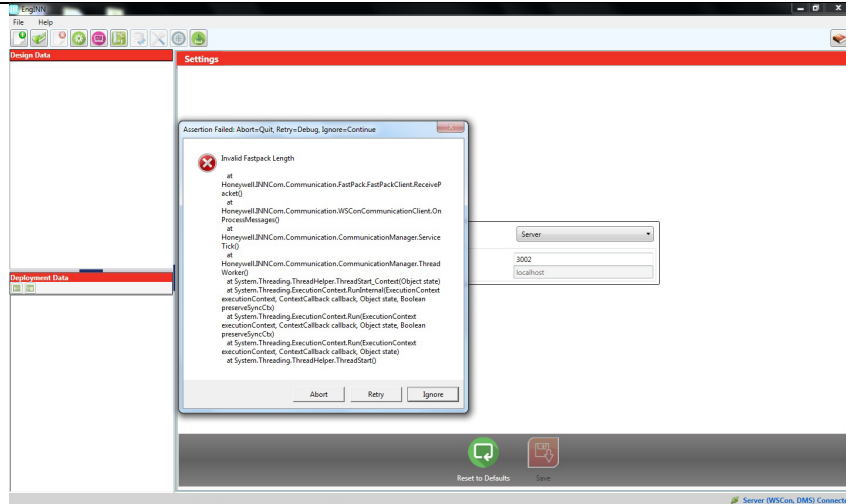 EngINN
File Help
Design Data
Settings
Assertion Failed: Abort=Quit, Retry=Debug, Ignore=Continue
Invalid Fastpack Length
at
Honeywell.INNCom.Communication.FastPack.FastPackClient.ReceiveP
acket()
at
Honeywell.INNCom.Communication.WSConCommunicationClient.On
ProcessMessages()
at
Honeywell.INNCom.Communication.CommunicationManager.Service
Tick()
at
Honeywell.INNCom.Communication.CommunicationManager.Thread
Worker()
at System.Threading.ThreadHelper.ThreadStart_Context(Object state)
at System.Threading.ExecutionContext.RunInternal(ExecutionContext
executionContext, ContextCallback callback, Object state, Boolean
preserveSyncCtx)
at System.Threading.ExecutionContext.Run(ExecutionContext
executionContext, ContextCallback callback, Object state, Boolean
preserveSyncCtx)
at System.Threading.ExecutionContext.Run(ExecutionContext
executionContext, ContextCallback callback, Object state)
at System.Threading.ThreadHelper.ThreadStart()
Abort Retry Ignore
Server
3002
localhost
Deployment Data
Reset to Defaults Save
Server (WSCon, DMS) Connecte